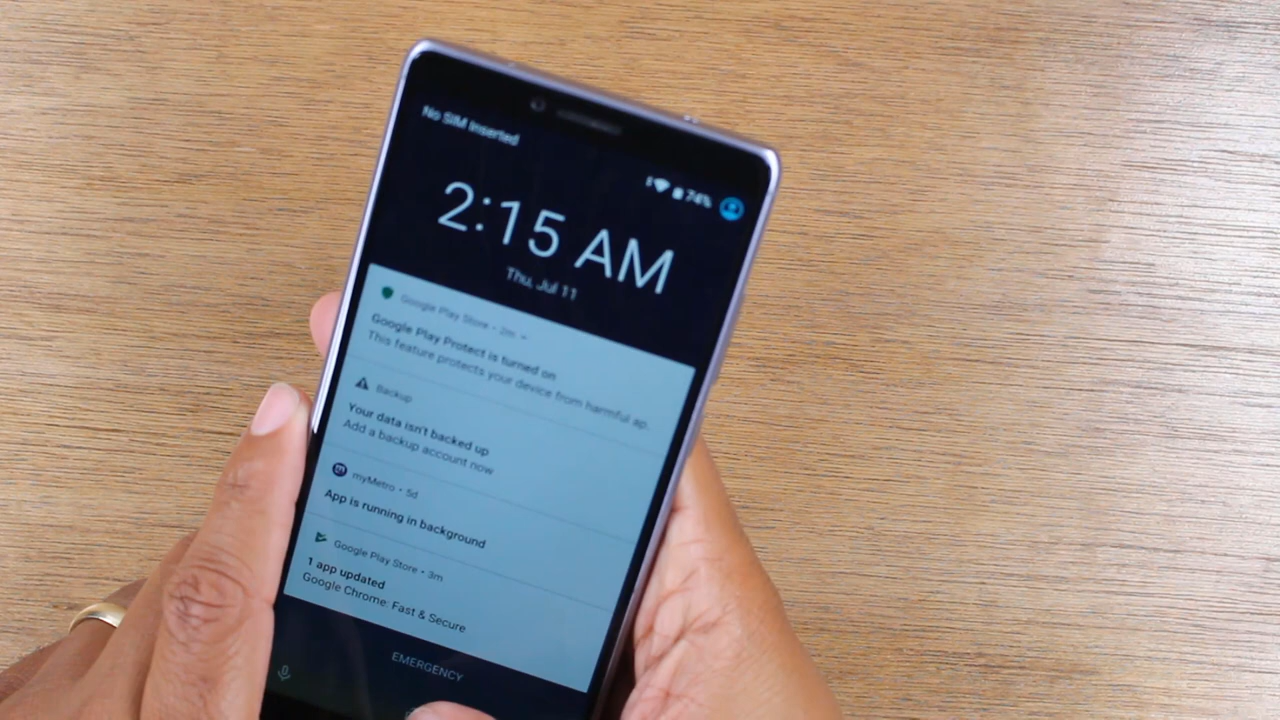 No SIM Inserted
74%
2:15 AM
Thu, Jul 11
Google Play Store • 2m
Google Play Protect is turned on
This feature protects your device from harmful ap..
Backup
Your data isn't backed up
Add a backup account now
myMetro • 5d
App is running in background
Google Play Store • 3m
1 app updated
Google Chrome: Fast & Secure
EMERGENCY